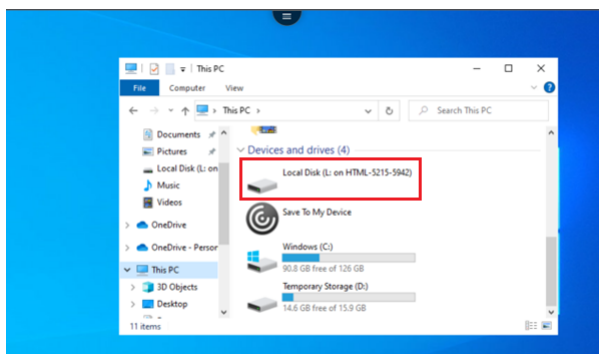 This PC
File Computer View
This PC
Search This PC
Documents
Pictures
Local Disk (L: on
Music
Videos
OneDrive
OneDrive - Person
This PC
3D Objects
Desktop
Devices and drives (4)
Local Disk (L: on HTML-5215-5942)
Save To My Device
Windows (C:)
90.8 GB free of 126 GB
Temporary Storage (D:)
14.6 GB free of 15.9 GB
11 items